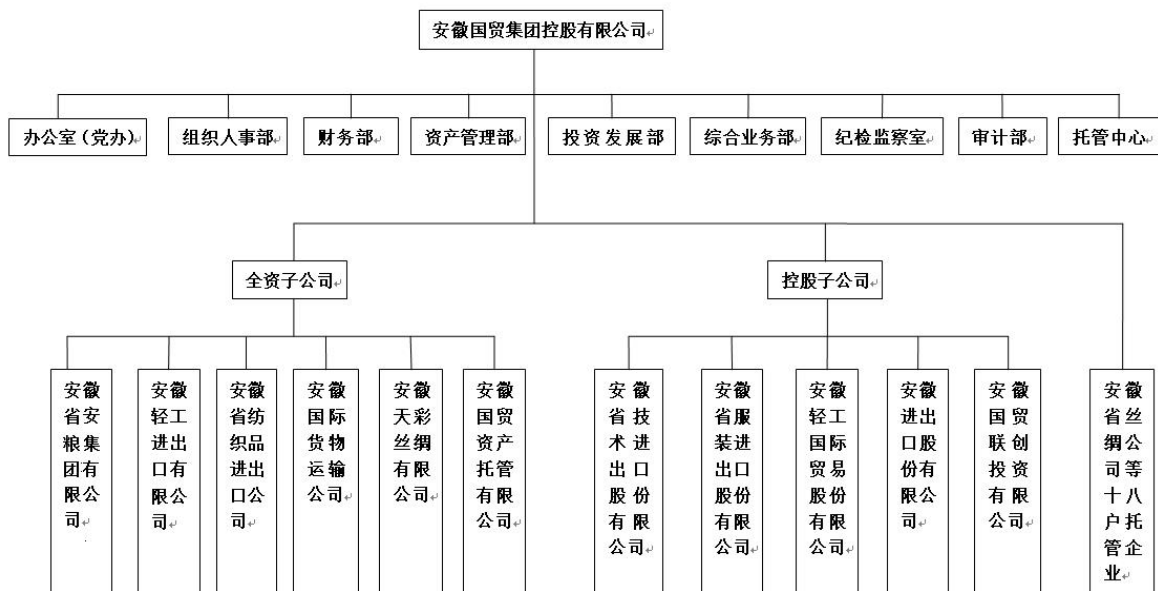 安徽国贸集团控股有限公司
办公室（党办）
组织人事部
财务部
资产管理部
投资发展部
综合业务部
纪检监察室
审计部
托管中心
全资子公司
控股子公司
安徽
省安
粮集
团有
限公
司
安徽
轻工
进出
口有
限公
司
安徽
省纺
织品
进出
口公
司
安徽
国际
货物
运输
公司
安徽
天彩
丝绸
有限
公司
安徽
国贸
资产
托管
有限
公司
安徽
省技
术进
出口
股份
有限
公司
安徽
省服
装进
出口
股份
有限
公司
安徽
轻工
国际
贸易
股份
有限
公司
安徽
进出
口股
份有
限公
司
安徽
国贸
联创
投资
有限
公司
安徽
省丝
绸公
司等
十八
户托
管企
业